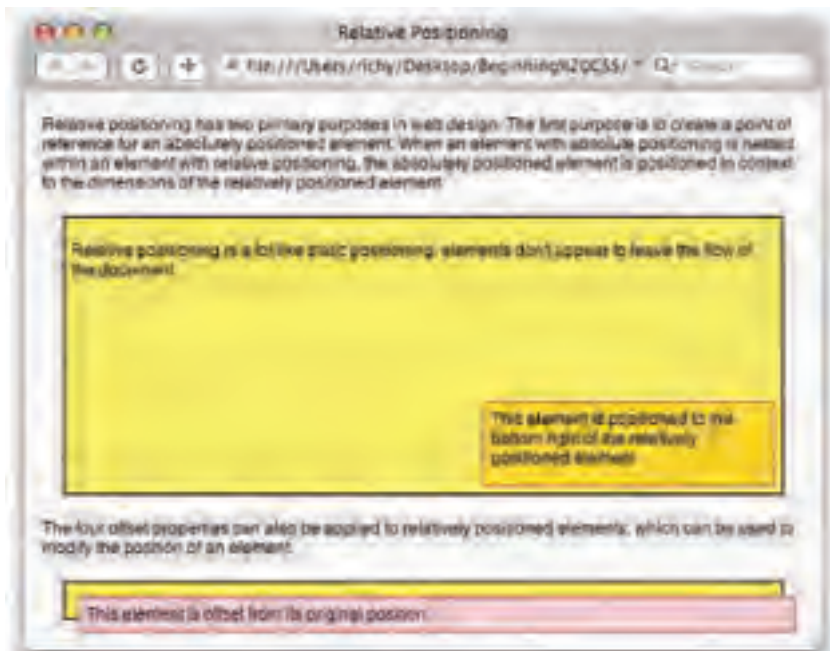 Relative Positioning
file:///Users/richy/Desktop/Beginning%20CSS/
Relative positioning has two primary purposes in web design. The first purpose is to create a point of
reference for an absolutely positioned element. When an element with absolute positioning is nested
within an element with relative positioning, the absolutely positioned element is positioned in context
to the dimensions of the relatively positioned element.
Relative positioning is a lot like static positioning; elements don't appear to leave the flow of
the document.
This element is positioned to the
bottom right of the relatively
positioned element.
The four offset properties can also be applied to relatively positioned elements, which can be used to
modify the position of an element.
This element is offset from its original position.